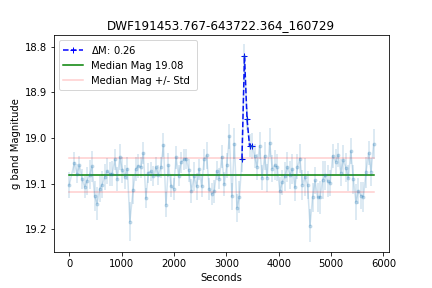 DWF191453.767-643722.364_160729
ΔM: 0.26
Median Mag 19.08
Median Mag +/- Std
g band Magnitude
18.8
18.9
19.0
19.1
19.2
0
1000
2000
3000
4000
5000
6000
Seconds